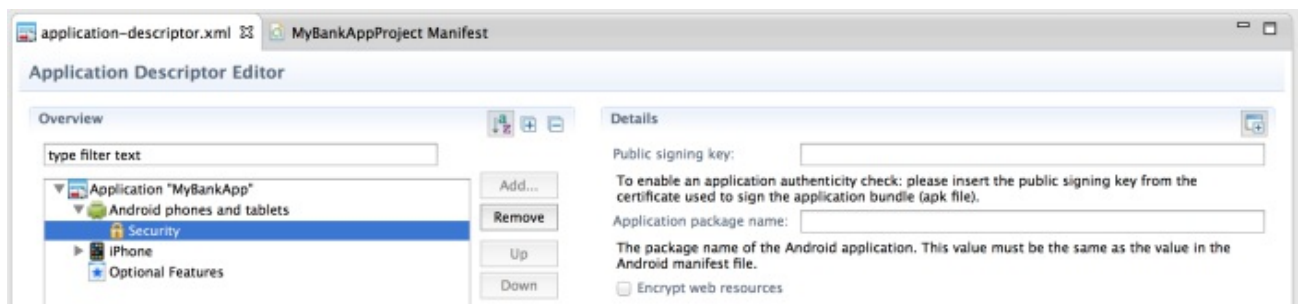 application-descriptor.xml
MyBankAppProject Manifest
Application Descriptor Editor
Overview
type filter text
Application "MyBankApp"
Android phones and tablets
Security
iPhone
Optional Features
Add...
Remove
Up
Down
Details
Public signing key:
To enable an application authenticity check: please insert the public signing key from the
certificate used to sign the application bundle (apk file).
Application package name:
The package name of the Android application. This value must be the same as the value in the
Android manifest file.
Encrypt web resources